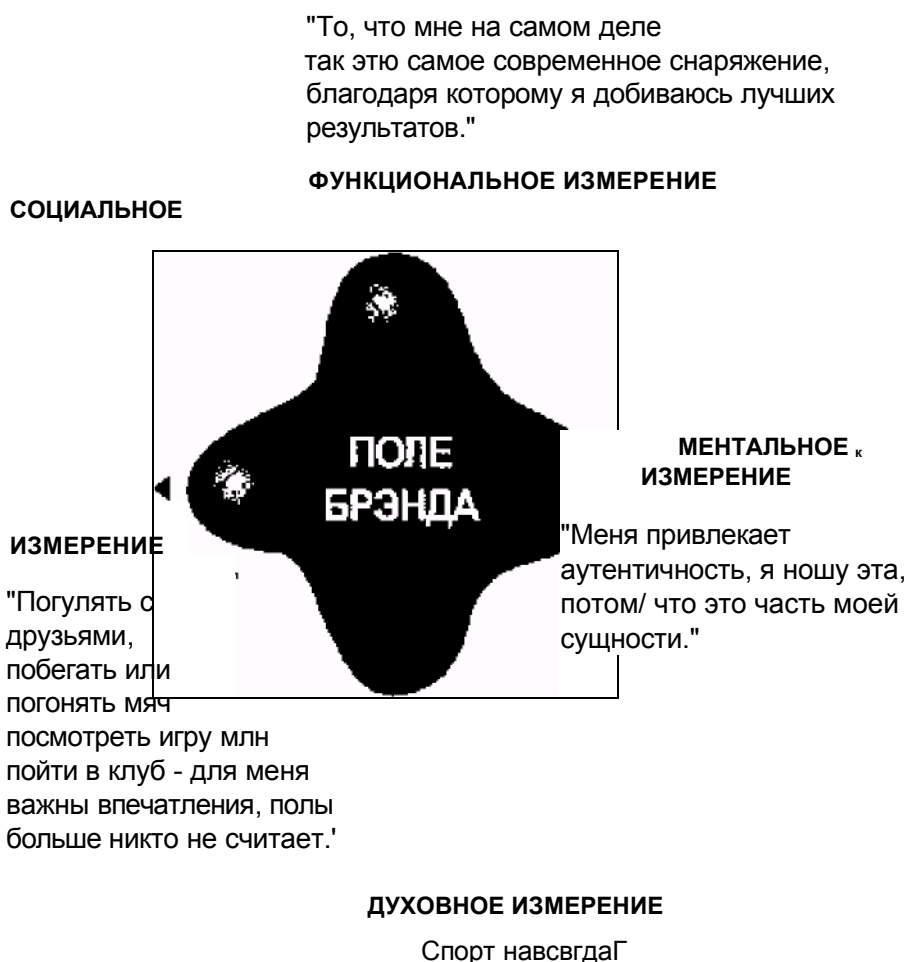 "То, что мне на самом деле
так этю самое современное снаряжение,
благодаря которому я добиваюсь лучших
результатов."
ФУНКЦИОНАЛЬНОЕ ИЗМЕРЕНИЕ
СОЦИАЛЬНОЕ
ПОЛЕ
БРЭНДА
МЕНТАЛЬНОЕ к
ИЗМЕРЕНИЕ
"Меня привлекает
аутентичность, я ношу эта,
потом/ что это часть моей
сущности."
ИЗМЕРЕНИЕ
"Погулять с
друзьями,
побегать или
погонять мяч
посмотреть игру млн
пойти в клуб - для меня
важны впечатления, полы
больше никто не считает.'
ДУХОВНОЕ ИЗМЕРЕНИЕ
Спорт навсвгдаГ